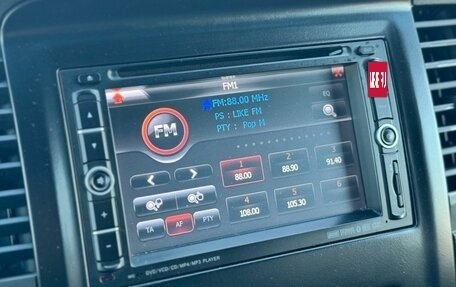 FM1
FM:88.00 MHz
PS : LIKE FM
PTY : Pop M
EQ
FM
1 88.00
2 88.90
3 91.40
4 108.00
5 105.30
6
TA
AF
PTY
DVD/VCD/CD/MP4/MP3 PLAYER